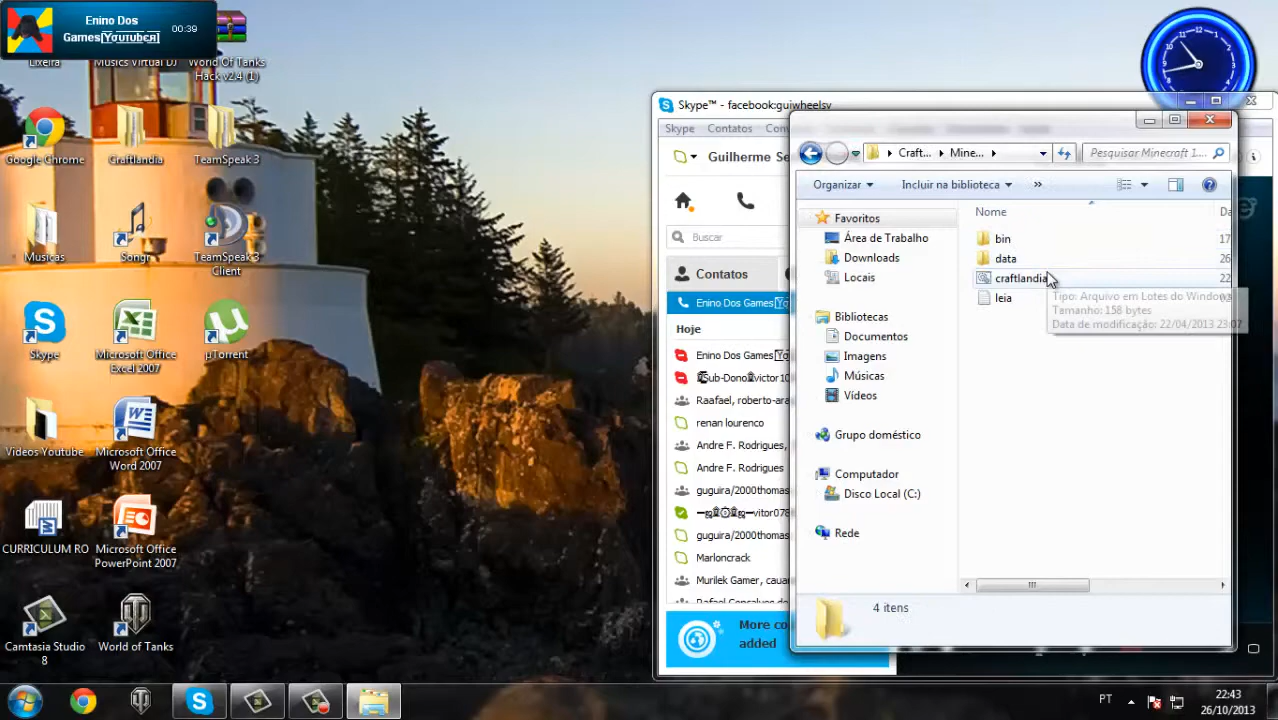 Enino Dos
Games[Youtuber]
00:39
Lixeira
Musics Virtual DJ
World Of Tanks
Hack v2.4 (1)
Google Chrome
Craftlandia
TeamSpeak 3
Musicas
Songr
TeamSpeak 3
Client
Skype
Microsoft Office
Excel 2007
µTorrent
Videos Youtube
Microsoft Office
Word 2007
CURRICULUM RO
Microsoft Office
PowerPoint 2007
Camtasia Studio
8
World of Tanks
Skype™ - facebook:guiwheelsv
Skype
Contatos
Con
Guilherme Se
Buscar
Contatos
Enino Dos Games[Yo
Hoje
Enino Dos Games[Y
Sub-Dono victor10
Raafael, roberto-ara
renan lourenco
Andre F. Rodrigues,
Andre F. Rodrigues
guguira/2000thomas
vitor078
guguira/2000thomas
Marloncrack
Murilek Gamer, caua
Rafael Goncalves de
More co
added
Craft...
Mine...
Pesquisar Minecraft 1....
Organizar
Incluir na biblioteca
»
Favoritos
Área de Trabalho
Downloads
Locais
Bibliotecas
Documentos
Imagens
Músicas
Vídeos
Grupo doméstico
Computador
Disco Local (C:)
Rede
Nome
Da
bin
17
data
26
craftlandia
22
leia
Tipo: Arquivo em Lotes do Windows
Tamanho: 158 bytes
Data de modificação: 22/04/2013 23:07
4 itens
PT
22:43
26/10/2013